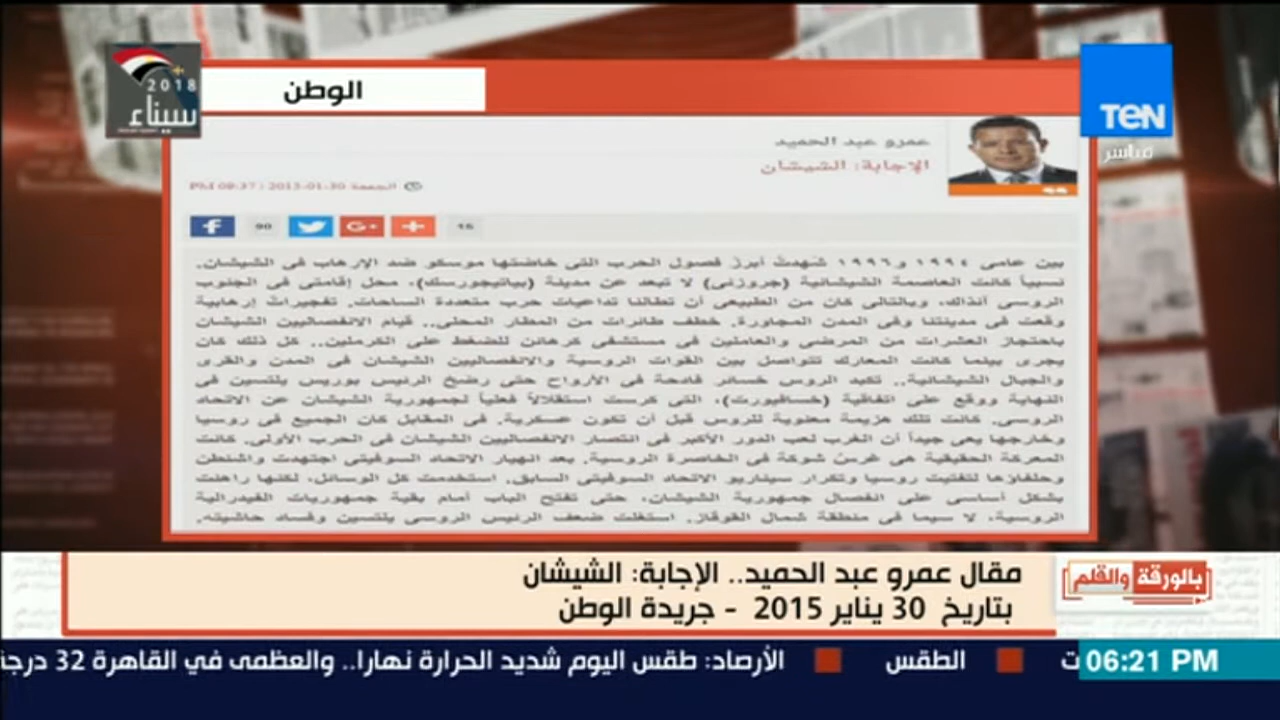 2018
سيناء
الوطن
TEN
مباشر
عمرو عبد الحميد
الإجابة: الشيشان
الجمعة 30-01-2015 | PM 09:37
f 90 G+ + 16
بين عامى ١٩٩٤ و١٩٩٦ شهدتُ أبرز فصول الحرب التى خاضتها موسكو ضد الإرهاب فى الشيشان.
نسبياً كانت العاصمة الشيشانية (جروزنى) لا تبعد عن مدينة (بياتيجورسك)، محل إقامتى فى الجنوب
الروسى آنذاك، وبالتالى كان من الطبيعى أن تطالنا تداعيات حرب متعددة الساحات. تفجيرات إرهابية
وقعت فى مدينتنا وفى المدن المجاورة. خطف طائرات من المطار المحلى.. قيام الانفصاليين الشيشان
باحتجاز العشرات من المرضى والعاملين فى مستشفى كرهائن للضغط على الكرملين.. كل ذلك كان
يجرى بينما كانت المعارك تتواصل بين القوات الروسية والانفصاليين الشيشان فى المدن والقرى
والجبال الشيشانية.. تكبد الروس خسائر فادحة فى الأرواح حتى رضخ الرئيس بوريس يلتسين فى
النهاية ووقع على اتفاقية (خسافيورت)، التى كرست استقلالاً فعلياً لجمهورية الشيشان عن الاتحاد
الروسى. كانت تلك هزيمة معنوية للروس قبل أن تكون عسكرية. فى المقابل كان الجميع فى روسيا
وخارجها يعى جيداً أن الغرب لعب الدور الأكبر فى انتصار الانفصاليين الشيشان فى الحرب الأولى. كانت
المعركة الحقيقية هى غرس شوكة فى الخاصرة الروسية. بعد انهيار الاتحاد السوفيتى اجتهدت واشنطن
وحلفاؤها لتفتيت روسيا وتكرار سيناريو الاتحاد السوفيتى السابق. استخدمت كل الوسائل، لكنها راهنت
بشكل أساسى على انفصال جمهورية الشيشان، حتى تفتح الباب أمام بقية جمهوريات الفيدرالية
الروسية، لا سيما فى منطقة شمال القوقاز. استغلت ضعف الرئيس الروسى يلتسين وفساد حاشيته.
مقال عمرو عبد الحميد.. الإجابة: الشيشان
بتاريخ 30 يناير 2015 - جريدة الوطن
بالورقة والقلم
06:21 PM
ت الطقس الأرصاد: طقس اليوم شديد الحرارة نهارا.. والعظمى في القاهرة 32 درجة